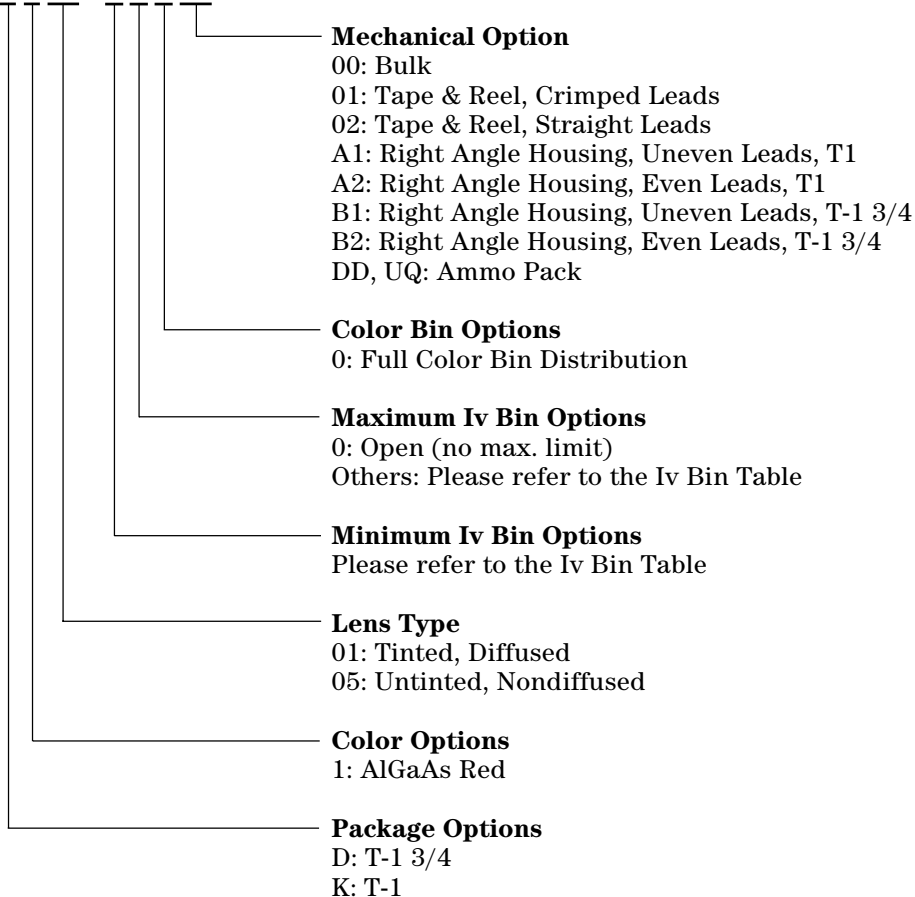 Mechanical Option
00: Bulk
01: Tape & Reel, Crimped Leads
02: Tape & Reel, Straight Leads
A1: Right Angle Housing, Uneven Leads, T1
A2: Right Angle Housing, Even Leads, T1
B1: Right Angle Housing, Uneven Leads, T-1 3/4
B2: Right Angle Housing, Even Leads, T-1 3/4
DD, UQ: Ammo Pack
Color Bin Options
0: Full Color Bin Distribution
Maximum Iv Bin Options
0: Open (no max. limit)
Others: Please refer to the Iv Bin Table
Minimum Iv Bin Options
Please refer to the Iv Bin Table
Lens Type
01: Tinted, Diffused
05: Untinted, Nondiffused
Color Options
1: AlGaAs Red
Package Options
D: T-1 3/4
K: T-1